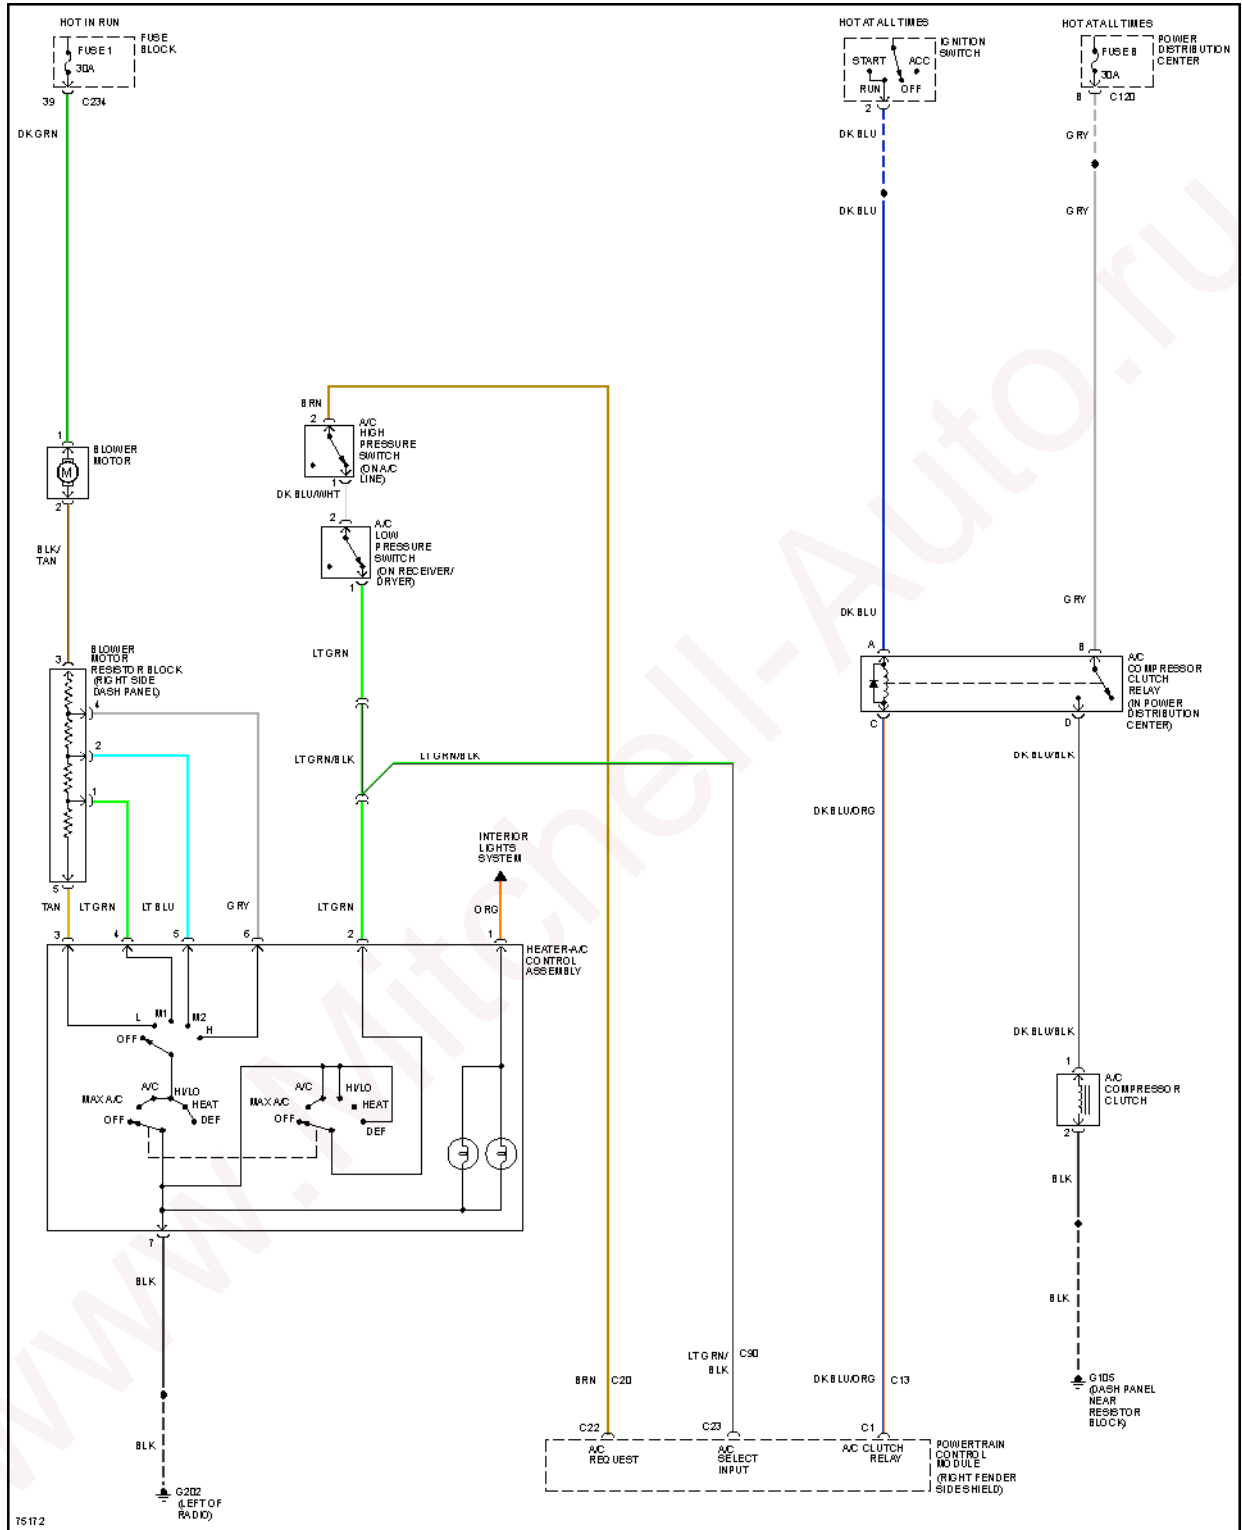 HOT IN RUN
FUSE 1
30A
FUSE
BLOCK
39
C234
DK GRN
HOT AT ALL TIMES
START
ACC
RUN
OFF
IGNITION
SWITCH
2
DK BLU
DK BLU
HOT AT ALL TIMES
FUSE 8
30A
POWER
DISTRIBUTION
CENTER
8
C120
GRY
GRY
1
M
BLOWER
MOTOR
2
BLK/
TAN
BRN
2
A/C
HIGH
PRESSURE
SWITCH
(ON A/C
LINE)
1
DK BLU/WHT
2
A/C
LOW
PRESSURE
SWITCH
(ON RECEIVER/
DRYER)
1
LT GRN
DK BLU
GRY
A
B
A/C
COMPRESSOR
CLUTCH
RELAY
(IN POWER
DISTRIBUTION
CENTER)
C
D
3
BLOWER
MOTOR
RESISTOR BLOCK
(RIGHT SIDE
DASH PANEL)
4
2
1
5
LT GRN/BLK
LT GRN/BLK
DK BLU/BLK
DK BLU/ORG
INTERIOR
LIGHTS
SYSTEM
TAN
LT GRN
LT BLU
GRY
LT GRN
ORG
3
4
5
6
2
1
HEATER-A/C
CONTROL
ASSEMBLY
L
M1
M2
H
OFF
MAX A/C
A/C
HI/LO
HEAT
OFF
DEF
MAX A/C
A/C
HI/LO
HEAT
OFF
DEF
7
BLK
BLK
G202
(LEFT OF
RADIO)
DK BLU/BLK
1
A/C
COMPRESSOR
CLUTCH
2
BLK
BLK
G105
(DASH PANEL
NEAR
RESISTOR
BLOCK)
BRN
C20
LT GRN/
BLK
C90
DK BLU/ORG
C13
C22
C23
C1
A/C
REQUEST
A/C
SELECT
INPUT
A/C CLUTCH
RELAY
POWERTRAIN
CONTROL
MODULE
(RIGHT FENDER
SIDE SHIELD)
75172
www.Mitchell-Auto.ru